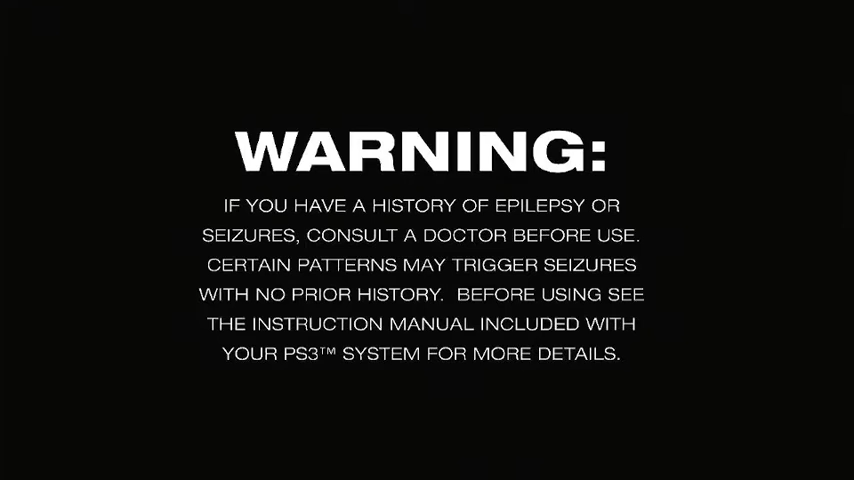 WARNING:
IF YOU HAVE A HISTORY OF EPILEPSY OR
SEIZURES, CONSULT A DOCTOR BEFORE USE.
CERTAIN PATTERNS MAY TRIGGER SEIZURES
WITH NO PRIOR HISTORY.  BEFORE USING SEE
THE INSTRUCTION MANUAL INCLUDED WITH
YOUR PS3™ SYSTEM FOR MORE DETAILS.